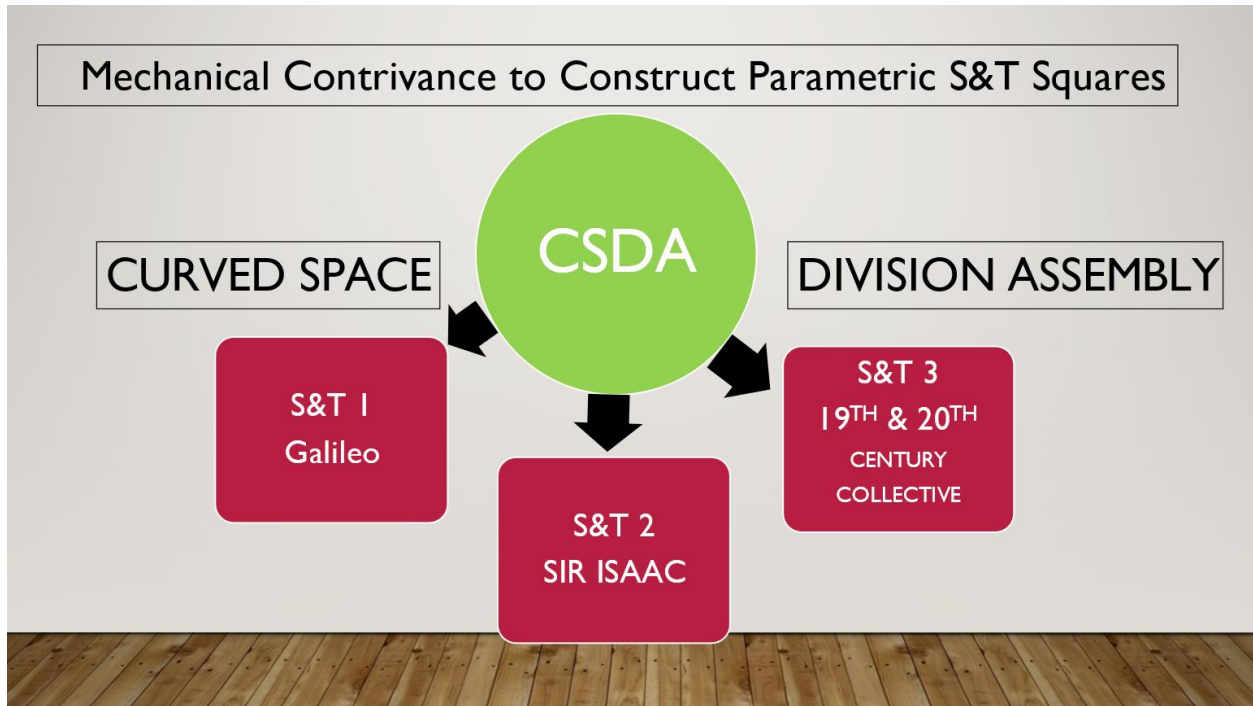 Mechanical Contrivance to Construct Parametric S&T Squares
CSDA
CURVED SPACE
DIVISION ASSEMBLY
S&T 1
Galileo
S&T 2
SIR ISAAC
S&T 3
19TH & 20TH
CENTURY
COLLECTIVE